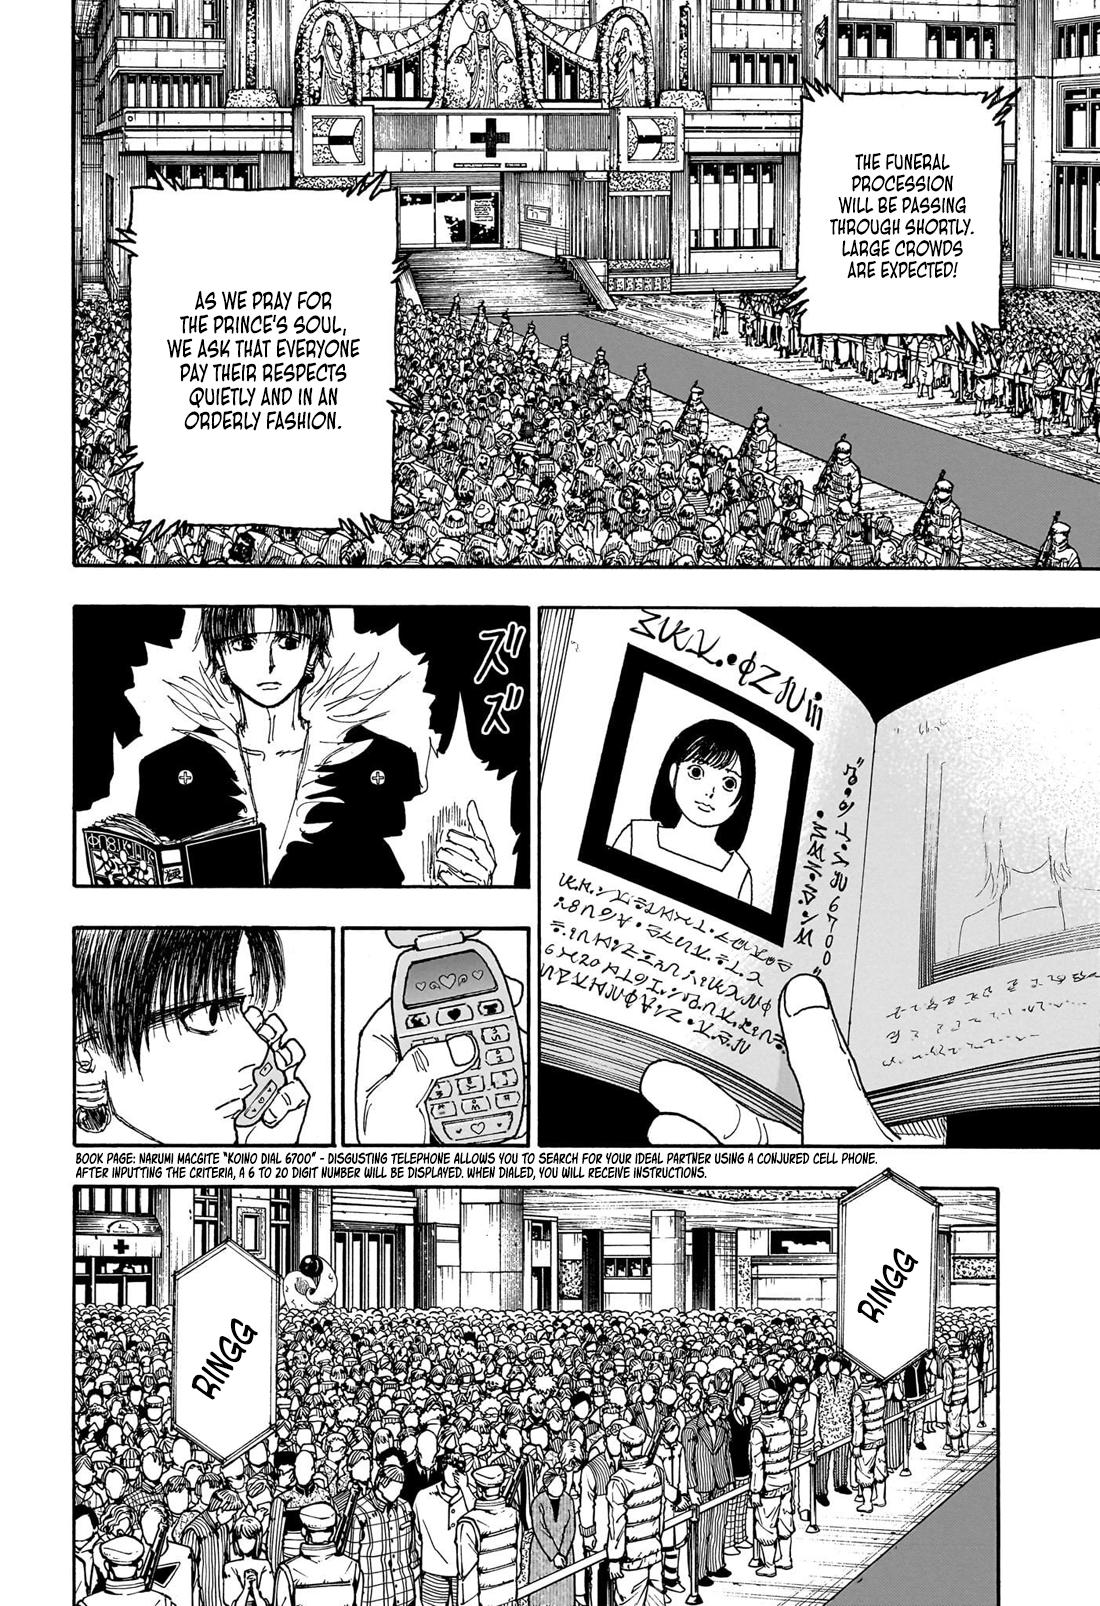 THE FUNERAL
PROCESSION
WILL BE PASSING
THROUGH SHORTLY.
LARGE CROWDS
ARE EXPECTED!
AS WE PRAY FOR
THE PRINCE'S SOUL,
WE ASK THAT EVERYONE
PAY THEIR RESPECTS
QUIETLY AND IN AN
ORDERLY FASHION.
ズズ
6700"
BOOK PAGE: NARUMI MACGITE "KOINO DIAL 6700" - DISGUSTING TELEPHONE ALLOWS YOU TO SEARCH FOR YOUR IDEAL PARTNER USING A CONJURED CELL PHONE.
AFTER INPUTTING THE CRITERIA, A 6 TO 20 DIGIT NUMBER WILL BE DISPLAYED. WHEN DIALED, YOU WILL RECEIVE INSTRUCTIONS.
RINGG
RINGG